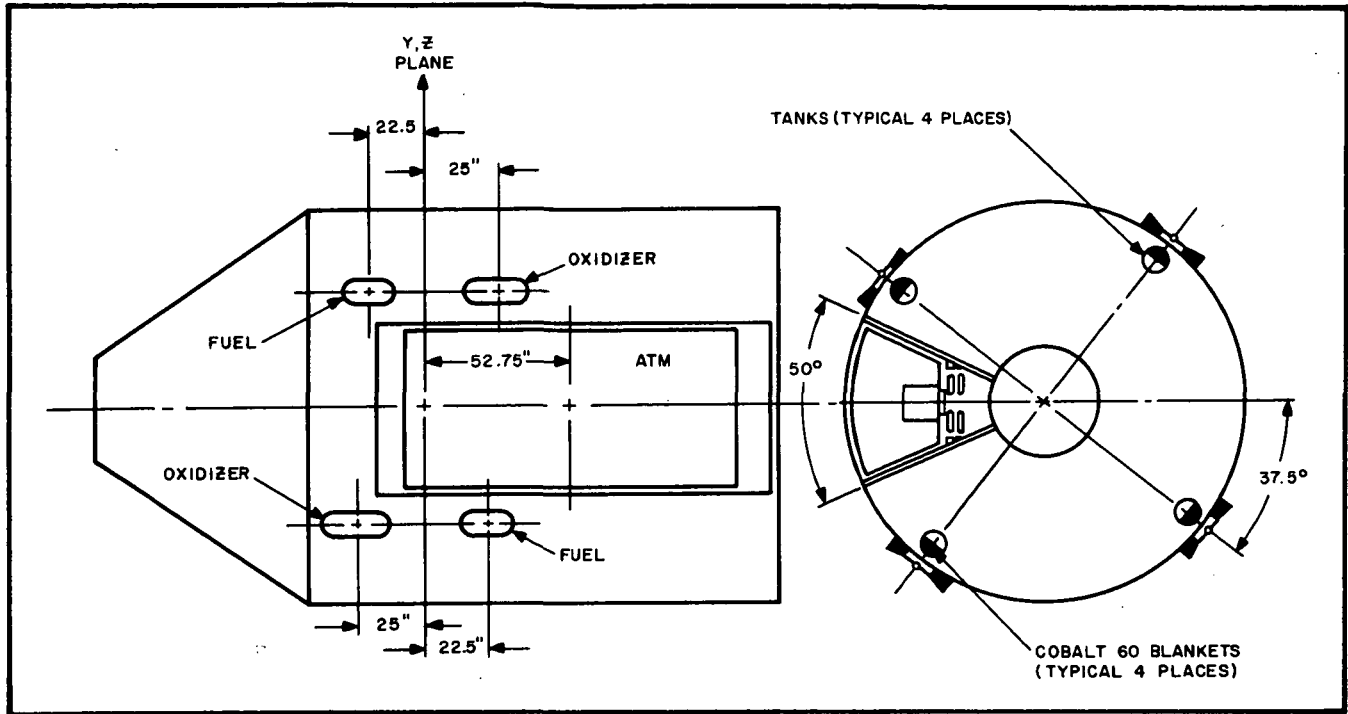 Y,Z
PLANE
22.5
25"
TANKS (TYPICAL 4 PLACES)
OXIDIZER
FUEL
52.75"
ATM
50°
OXIDIZER
37.5°
FUEL
25"
22.5"
COBALT 60 BLANKETS
(TYPICAL 4 PLACES)